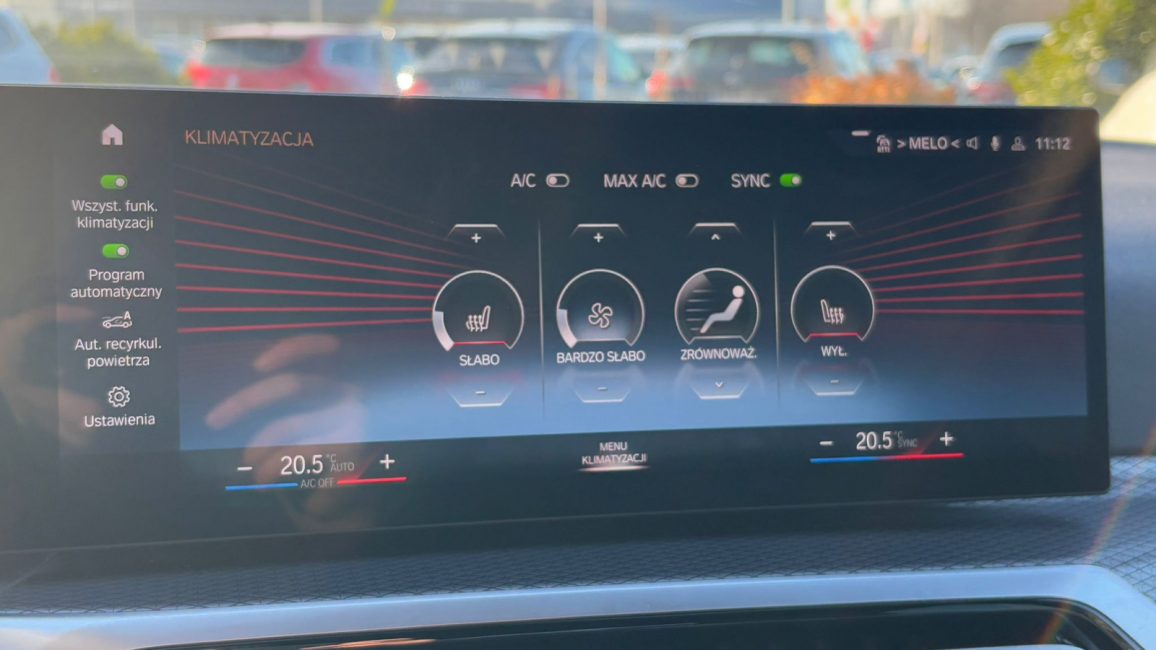 KLIMATYZACJA
> MELO < 11:12
A/C MAX A/C SYNC
Wszyst. funk.
klimatyzacji
Program
automatyczny
Aut. recyrkul.
powietrza
Ustawienia
+ + +
SŁABO
BARDZO SŁABO
ZRÓWNOWAŻ.
WYŁ.
− − −
− 20.5 °C AUTO +
A/C OFF
MENU
KLIMATYZACJI
− 20.5 °C SYNC +